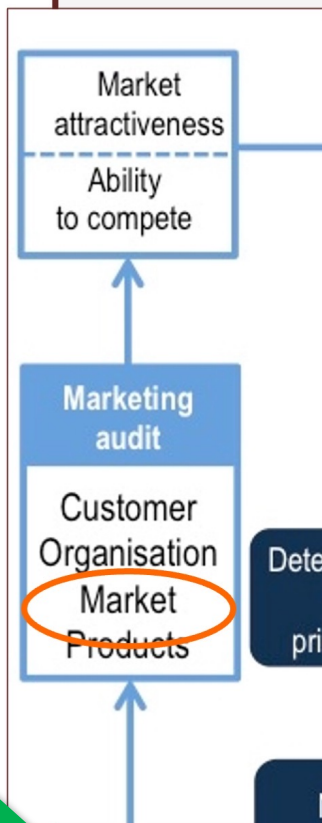 Market
attractiveness
Ability
to compete
Marketing
audit
Customer
Organisation
Market
Products